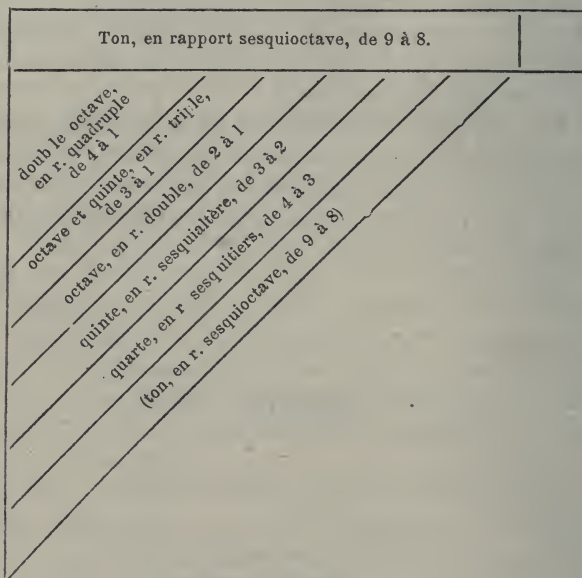 Ton, en rapport sesquioctave, de 9 à 8.
double octave,
en r. quadruple
de 4 à 1
octave et quinte, en r. triple,
de 3 à 1
octave, en r. double, de 2 à 1
quinte, en r. sesquialtère, de 3 à 2
quarte, en r sesquitiers, de 4 à 3
(ton, en r. sesquioctave, de 9 à 8)